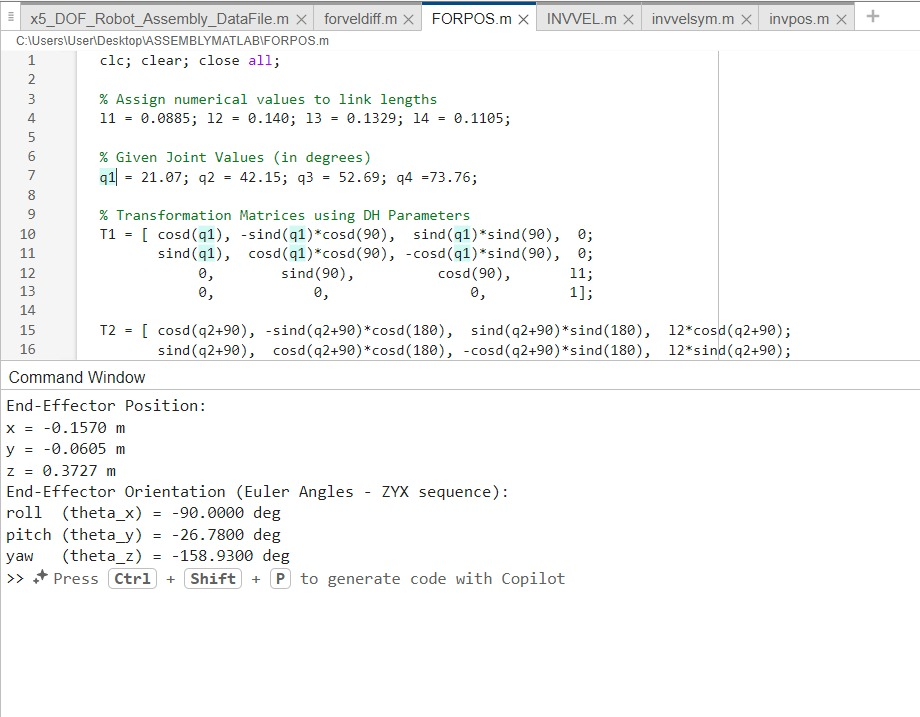 x5_DOF_Robot_Assembly_DataFile.m × forveldiff.m × FORPOS.m × INVVEL.m × invvelsym.m × invpos.m × +
C:\Users\User\Desktop\ASSEMBLYMATLAB\FORPOS.m
1 clc; clear; close all;
2
3 % Assign numerical values to link lengths
4 l1 = 0.0885; l2 = 0.140; l3 = 0.1329; l4 = 0.1105;
5
6 % Given Joint Values (in degrees)
7 q1 = 21.07; q2 = 42.15; q3 = 52.69; q4 =73.76;
8
9 % Transformation Matrices using DH Parameters
10 T1 = [ cosd(q1), -sind(q1)*cosd(90), sind(q1)*sind(90), 0;
11 sind(q1), cosd(q1)*cosd(90), -cosd(q1)*sind(90), 0;
12 0, sind(90), cosd(90), l1;
13 0, 0, 0, 1];
14
15 T2 = [ cosd(q2+90), -sind(q2+90)*cosd(180), sind(q2+90)*sind(180), l2*cosd(q2+90);
16 sind(q2+90), cosd(q2+90)*cosd(180), -cosd(q2+90)*sind(180), l2*sind(q2+90);
Command Window
End-Effector Position:
x = -0.1570 m
y = -0.0605 m
z = 0.3727 m
End-Effector Orientation (Euler Angles - ZYX sequence):
roll (theta_x) = -90.0000 deg
pitch (theta_y) = -26.7800 deg
yaw (theta_z) = -158.9300 deg
>> Press Ctrl + Shift + P to generate code with Copilot